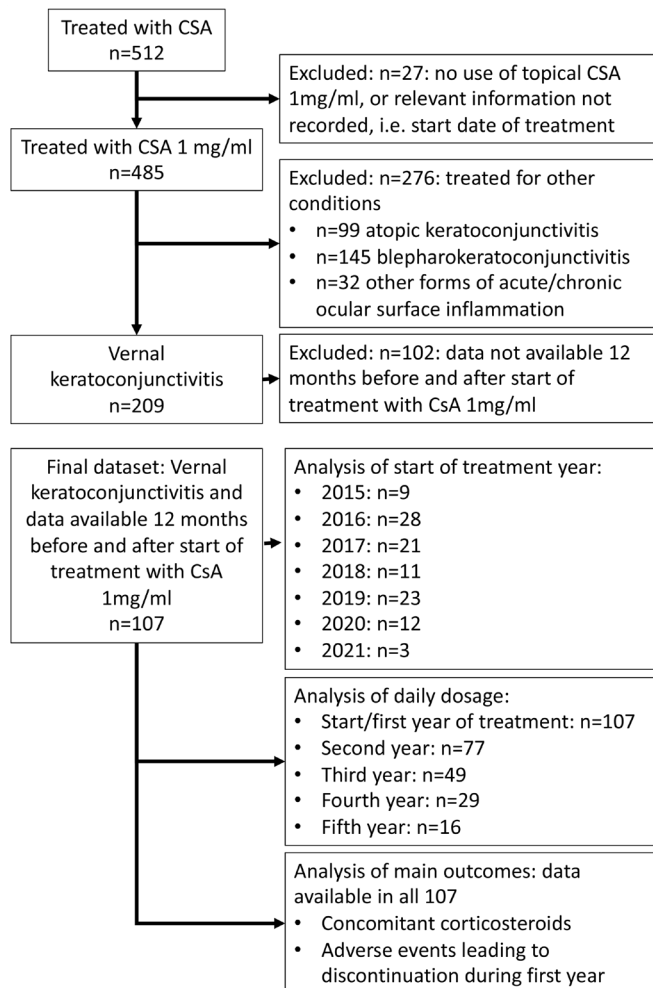 Treated with CSA
n=512
Excluded: n=27: no use of topical CSA
1mg/ml, or relevant information not
recorded, i.e. start date of treatment
Treated with CSA 1 mg/ml
n=485
Excluded: n=276: treated for other
conditions
• n=99 atopic keratoconjunctivitis
• n=145 blepharokeratoconjunctivitis
• n=32 other forms of acute/chronic
ocular surface inflammation
Vernal
keratoconjunctivitis
n=209
Excluded: n=102: data not available 12
months before and after start of
treatment with CsA 1mg/ml
Final dataset: Vernal
keratoconjunctivitis and
data available 12 months
before and after start of
treatment with CsA
1mg/ml
n=107
Analysis of start of treatment year:
• 2015: n=9
• 2016: n=28
• 2017: n=21
• 2018: n=11
• 2019: n=23
• 2020: n=12
• 2021: n=3
Analysis of daily dosage:
• Start/first year of treatment: n=107
• Second year: n=77
• Third year: n=49
• Fourth year: n=29
• Fifth year: n=16
Analysis of main outcomes: data
available in all 107
• Concomitant corticosteroids
• Adverse events leading to
discontinuation during first year